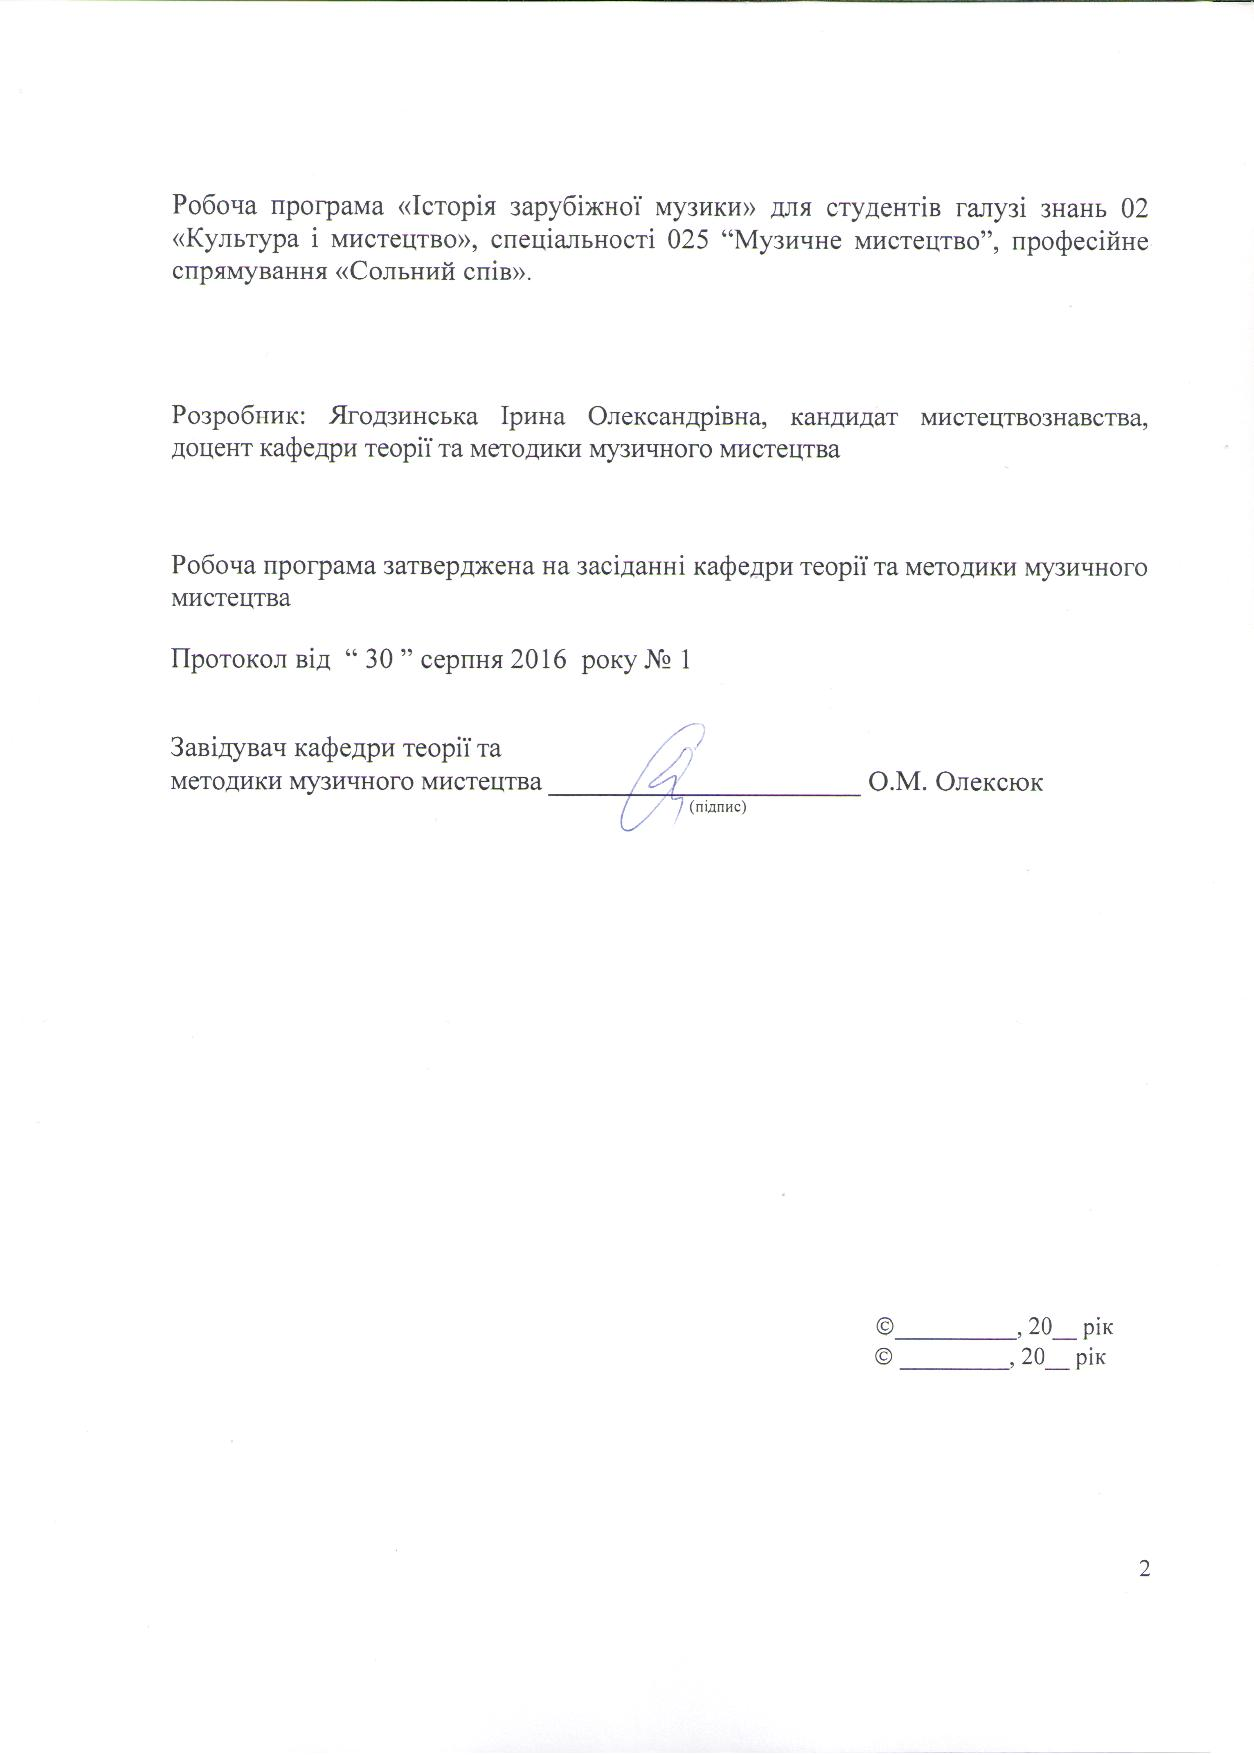 Робоча програма «Історія зарубіжної музики» для студентів галузі знань 02
«Культура і мистецтво», спеціальності 025 “Музичне мистецтво”, професійне
спрямування «Сольний спів».
Розробник: Ягодзинська Ірина Олександрівна, кандидат мистецтвознавства,
доцент кафедри теорії та методики музичного мистецтва
Робоча програма затверджена на засіданні кафедри теорії та методики музичного
мистецтва
Протокол від “ 30 ” серпня 2016 року № 1
Завідувач кафедри теорії та
методики музичного мистецтва ______________________ О.М. Олексюк
(підпис)
©__________, 20__ рік
© _________, 20__ рік
2